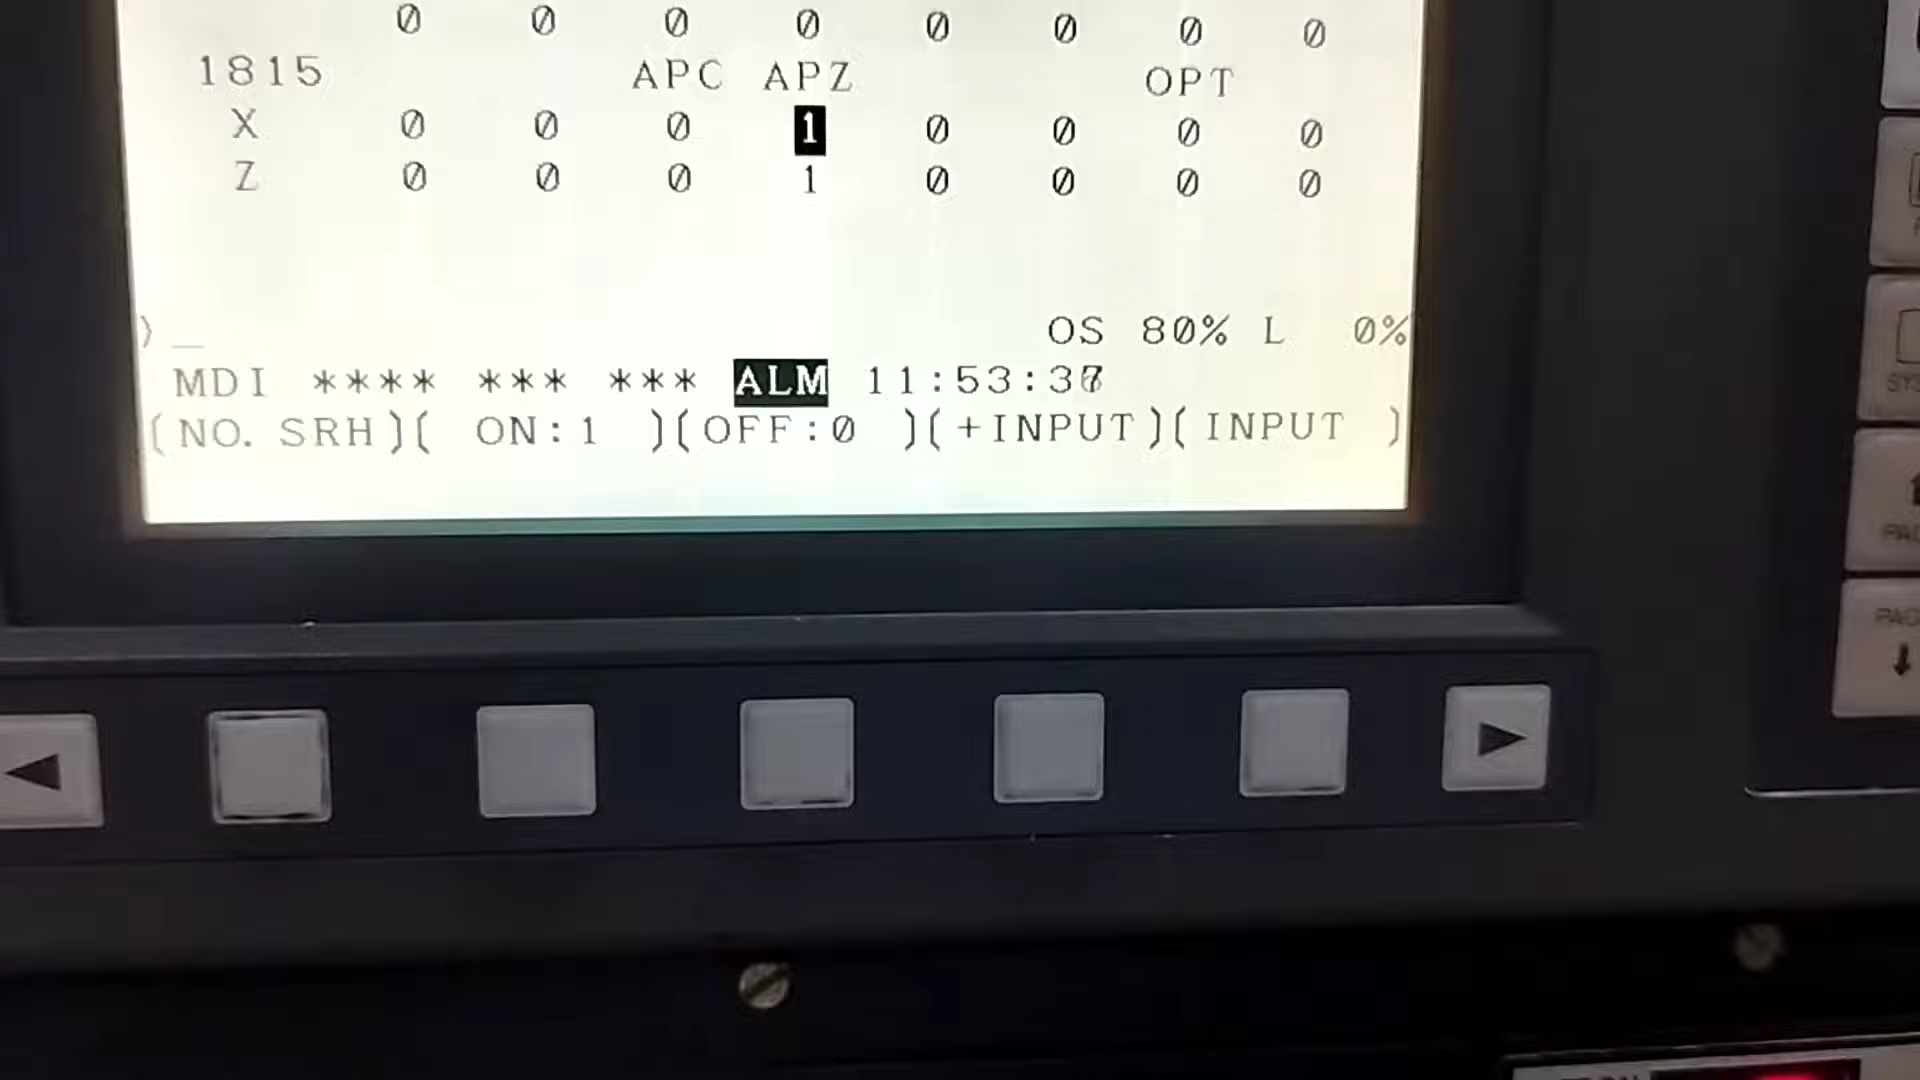 0 0 0 0 0 0 0 0
1815 APC APZ OPT
X 0 0 0 1 0 0 0 0
Z 0 0 0 1 0 0 0 0
) _ OS 80% L 0%
MDI **** *** *** ALM 11:53:3
(NO. SRH)( ON:1 )(OFF:0 )(+INPUT)(INPUT )